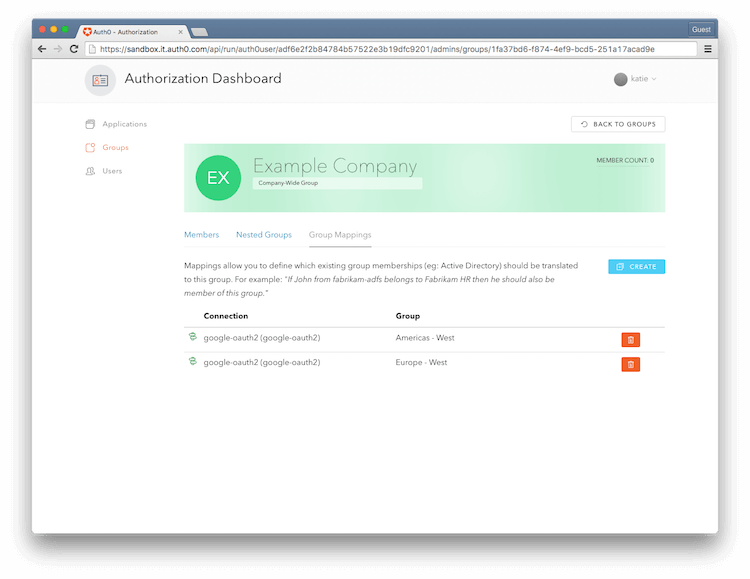 Auth0 - Authorization
Guest
https://sandbox.it.auth0.com/api/run/auth0user/adf6e2f2b84784b57522e3b19dfc9201/admins/groups/1fa37bd6-f874-4ef9-bcd5-251a17acad9e
Authorization Dashboard
katie
Applications
Groups
Users
BACK TO GROUPS
EX
Example Company
Company-Wide Group
MEMBER COUNT: 0
Members
Nested Groups
Group Mappings
Mappings allow you to define which existing group memberships (eg: Active Directory) should be translated
to this group. For example: "If John from fabrikam-adfs belongs to Fabrikam HR then he should also be
member of this group."
CREATE
Connection Group
google-oauth2 (google-oauth2) Americas - West
google-oauth2 (google-oauth2) Europe - West